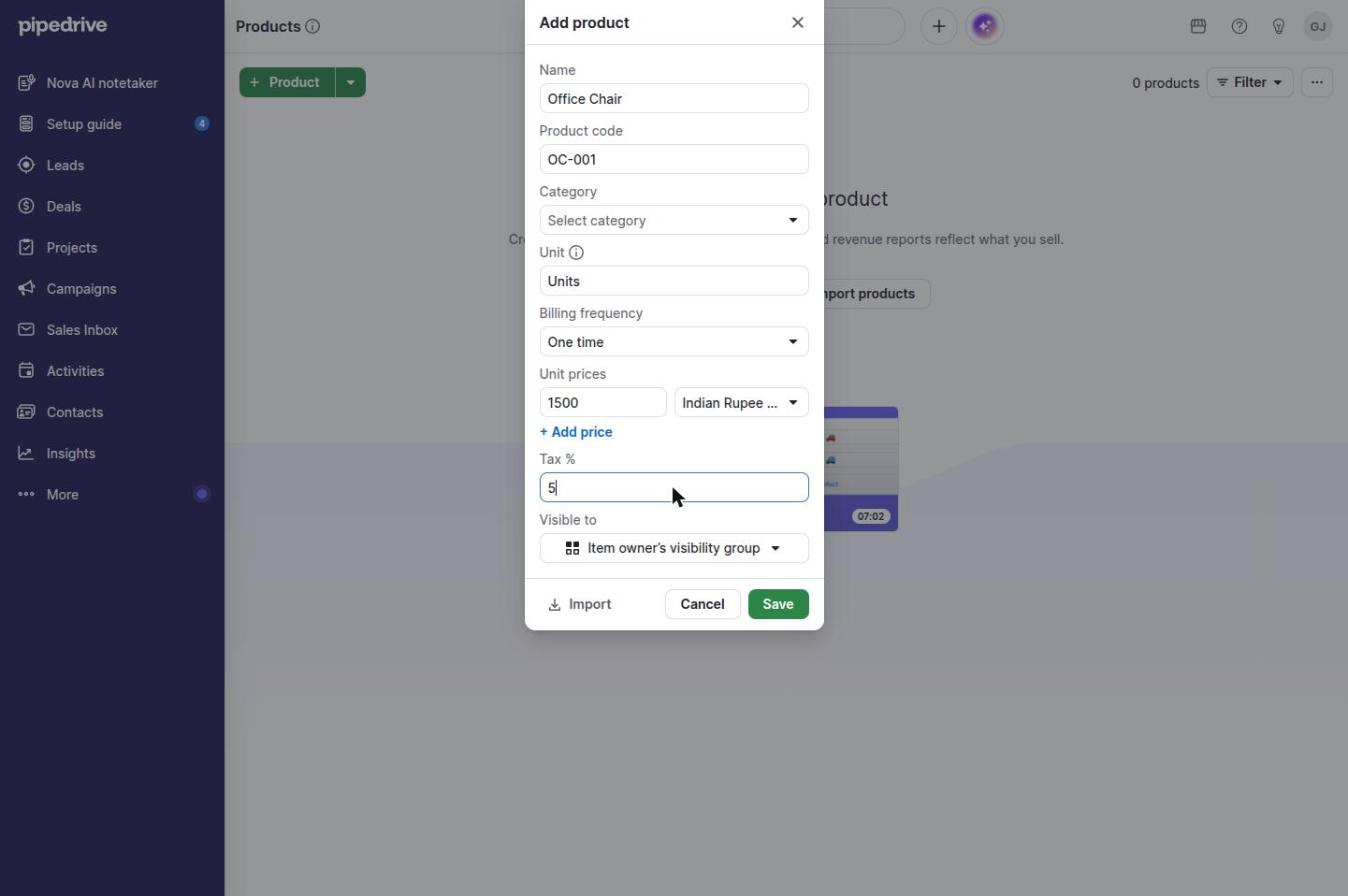 pipedrive
Products
GJ
Nova AI notetaker
Setup guide
4
Leads
Deals
Projects
Campaigns
Sales Inbox
Activities
Contacts
Insights
More
+ Product
0 products
Filter
product
revenue reports reflect what you sell.
products
07:02
Add product
Name
Office Chair
Product code
OC-001
Category
Select category
Unit
Units
Billing frequency
One time
Unit prices
1500
Indian Rupee ...
+ Add price
Tax %
5
Visible to
Item owner's visibility group
Import
Cancel
Save